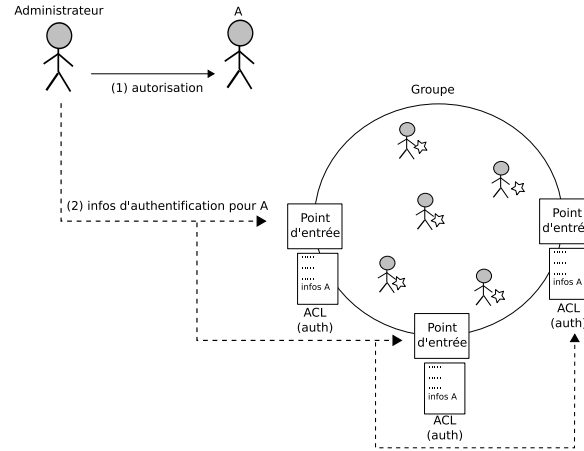 Administrateur
A
(1) autorisation
Groupe
(2) infos d'authentification pour A
Point
d'entrée
Point
d'entrée
infos A
infos A
ACL
(auth)
ACL
(auth)
Point
d'entrée
infos A
ACL
(auth)